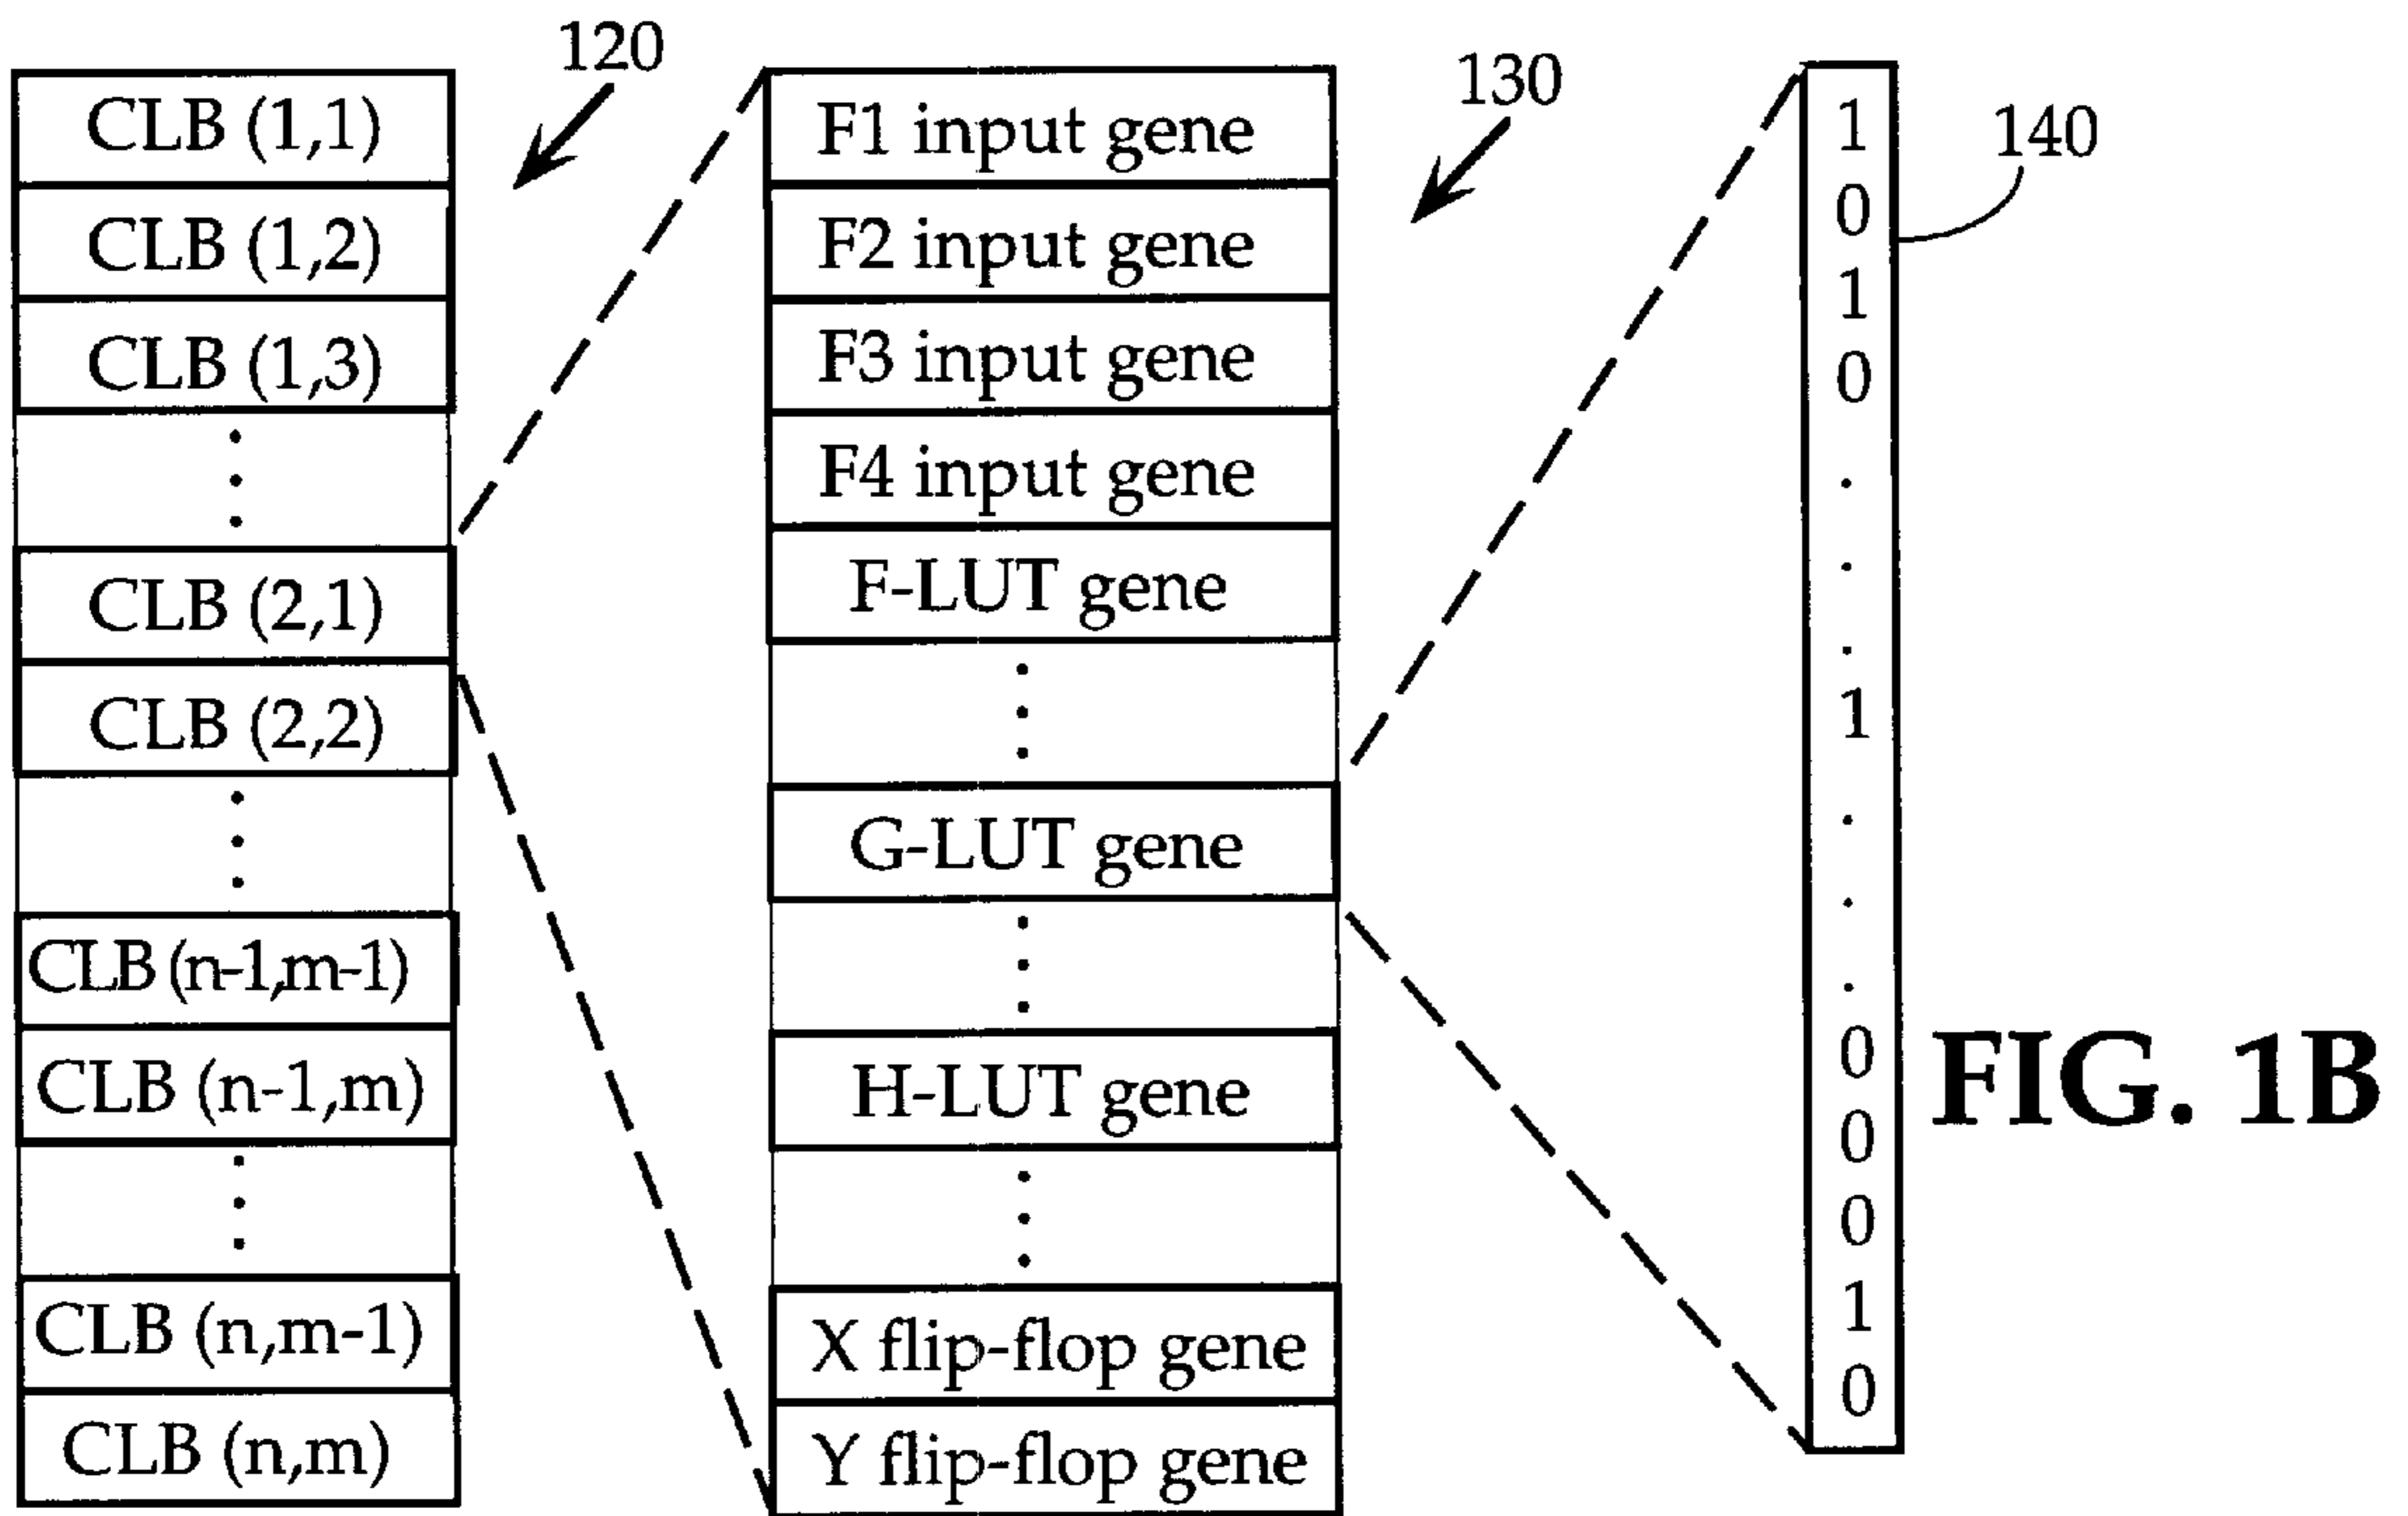 120
CLB (1,1)
CLB (1,2)
CLB (1,3)
CLB (2,1)
CLB (2,2)
CLB (n-1,m-1)
CLB (n-1,m)
CLB (n,m-1)
CLB (n,m)
130
F1 input gene
F2 input gene
F3 input gene
F4 input gene
F-LUT gene
G-LUT gene
H-LUT gene
X flip-flop gene
Y flip-flop gene
140
1
0
1
0
.
.
.
1
.
.
.
0
0
0
1
0
FIG. 1B